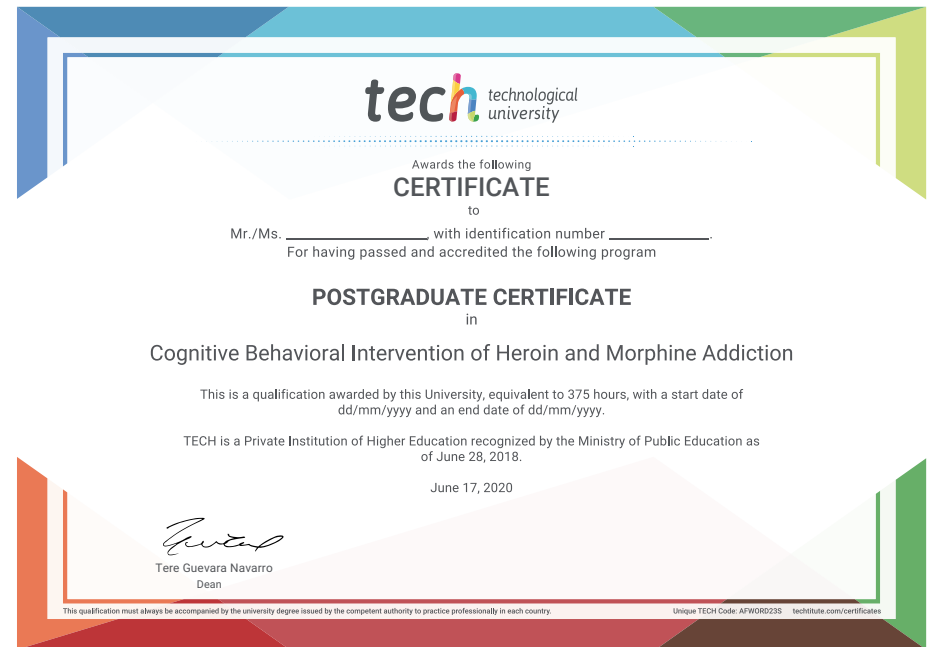 tech technological
university
Awards the following
CERTIFICATE
to
Mr./Ms. ____________________, with identification number ______________.
For having passed and accredited the following program
POSTGRADUATE CERTIFICATE
in
Cognitive Behavioral Intervention of Heroin and Morphine Addiction
This is a qualification awarded by this University, equivalent to 375 hours, with a start date of
dd/mm/yyyy and an end date of dd/mm/yyyy.
TECH is a Private Institution of Higher Education recognized by the Ministry of Public Education as
of June 28, 2018.
June 17, 2020
Tere Guevara Navarro
Dean
This qualification must always be accompanied by the university degree issued by the competent authority to practice professionally in each country. Unique TECH Code: AFWORD23S techtitute.com/certificates